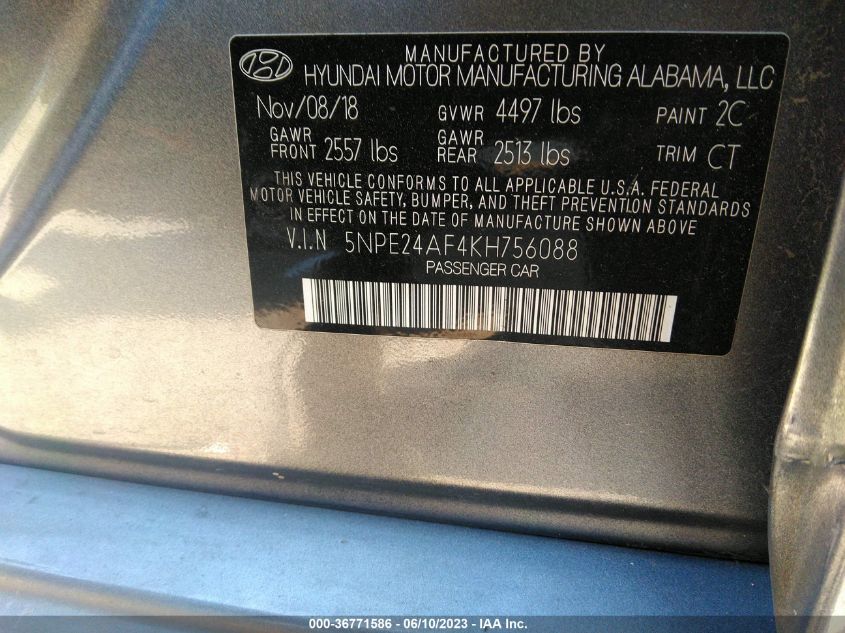 MANUFACTURED BY
HYUNDAI MOTOR MANUFACTURING ALABAMA, LLC
Nov/08/18 GVWR 4497 lbs PAINT 2C
GAWR FRONT 2557 lbs GAWR REAR 2513 lbs TRIM CT
THIS VEHICLE CONFORMS TO ALL APPLICABLE U.S.A. FEDERAL
MOTOR VEHICLE SAFETY, BUMPER, AND THEFT PREVENTION STANDARDS
IN EFFECT ON THE DATE OF MANUFACTURE SHOWN ABOVE
V.I.N 5NPE24AF4KH756088
PASSENGER CAR
000-36771586 - 06/10/2023 - IAA Inc.